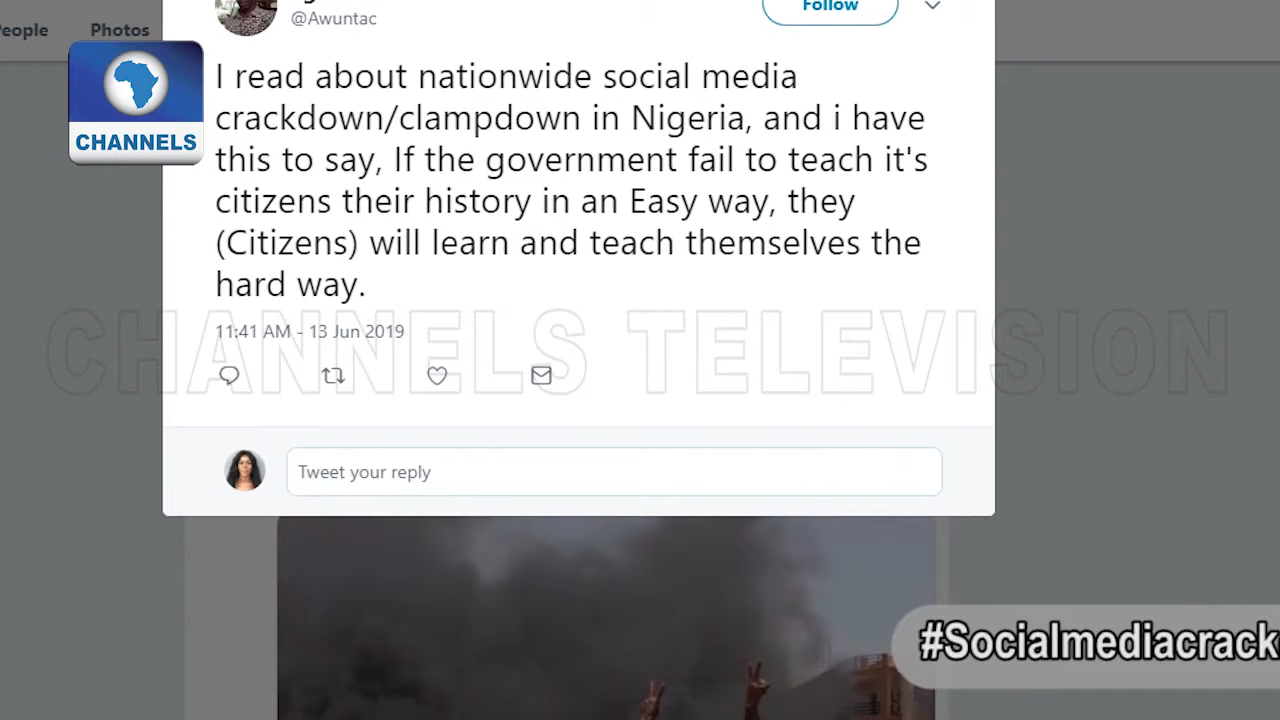 @Awuntac
Follow
People
Photos
CHANNELS
I read about nationwide social media
crackdown/clampdown in Nigeria, and i have
this to say, If the government fail to teach it's
citizens their history in an Easy way, they
(Citizens) will learn and teach themselves the
hard way.
CHANNELS TELEVISION
11:41 AM - 13 Jun 2019
Tweet your reply
#Socialmediacrack